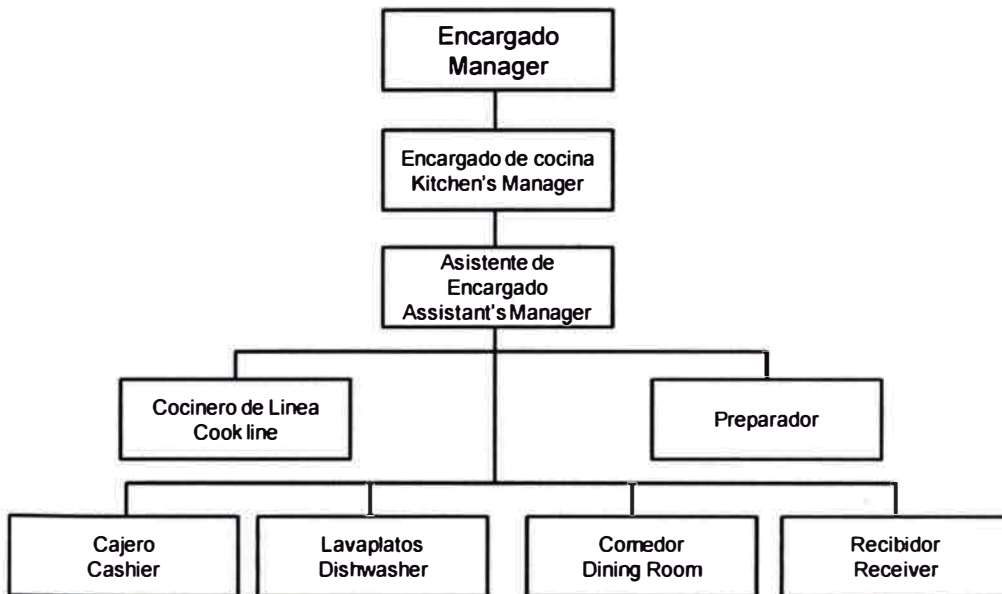 Encargado
Manager
Encargado de cocina
Kitchen's Manager
Asistente de
Encargado
Assistant's Manager
Cocinero de Linea
Cook line
Preparador
Cajero
Cashier
Lavaplatos
Dishwasher
Comedor
Dining Room
Recibidor
Receiver